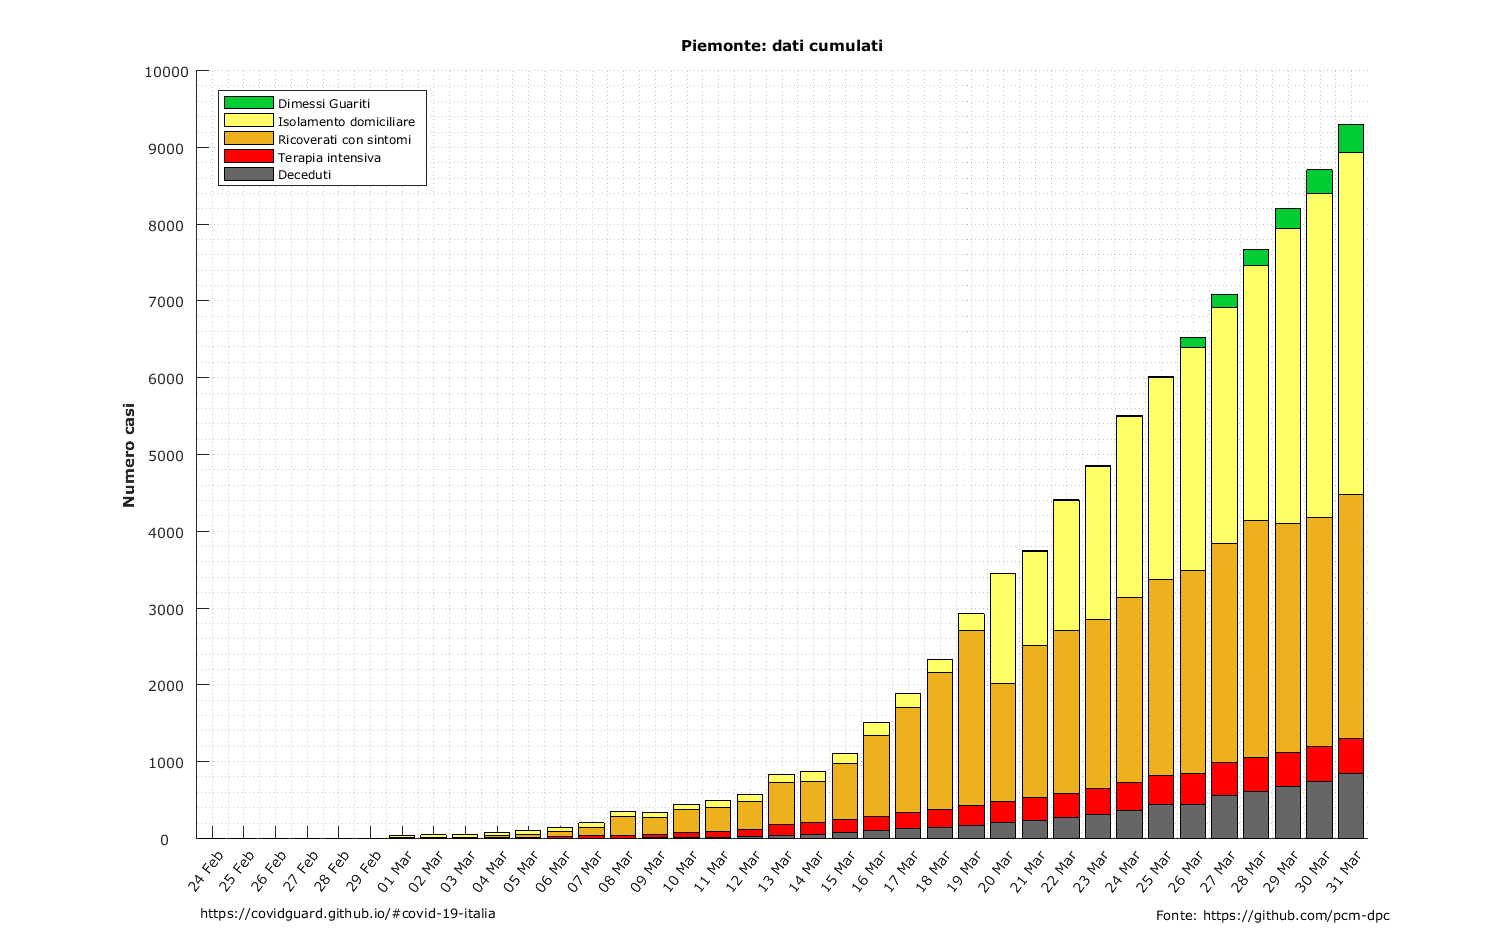 Piemonte: dati cumulati
10000
9000
8000
7000
6000
5000
4000
3000
2000
1000
0
Numero casi
Dimessi Guariti
Isolamento domiciliare
Ricoverati con sintomi
Terapia intensiva
Deceduti
24 Feb
25 Feb
26 Feb
27 Feb
28 Feb
29 Feb
01 Mar
02 Mar
03 Mar
04 Mar
05 Mar
06 Mar
07 Mar
08 Mar
09 Mar
10 Mar
11 Mar
12 Mar
13 Mar
14 Mar
15 Mar
16 Mar
17 Mar
18 Mar
19 Mar
20 Mar
21 Mar
22 Mar
23 Mar
24 Mar
25 Mar
26 Mar
27 Mar
28 Mar
29 Mar
30 Mar
31 Mar
https://covidguard.github.io/#covid-19-italia
Fonte: https://github.com/pcm-dpc